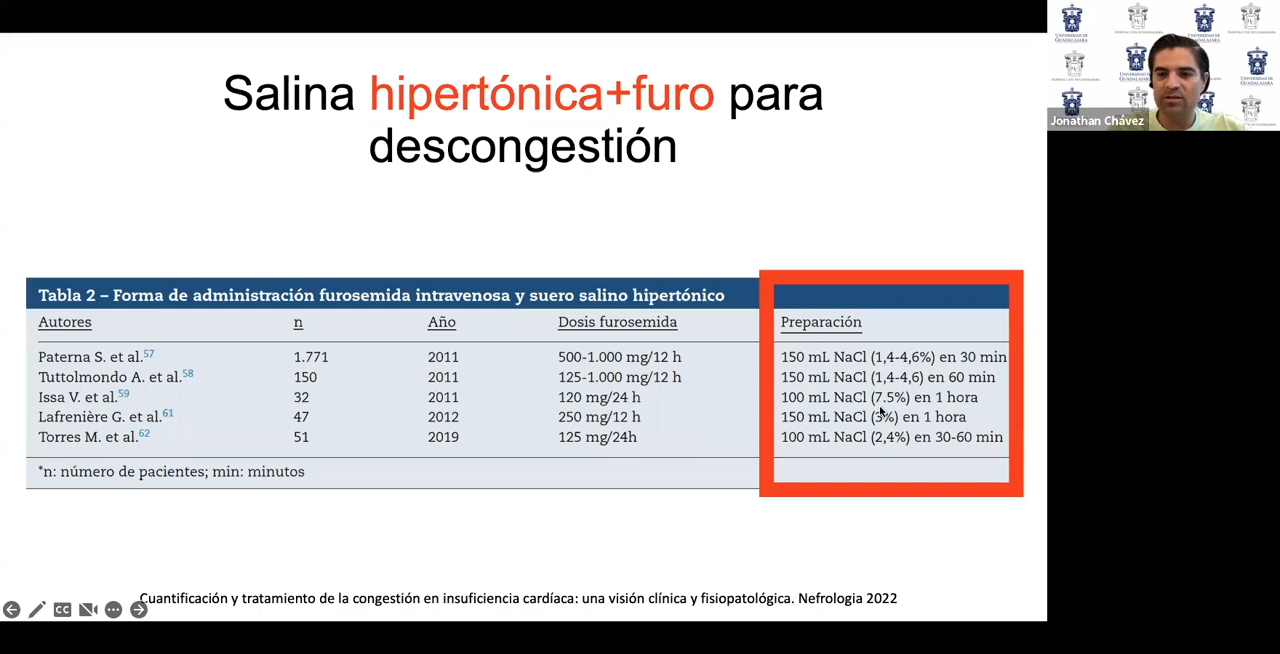 Salina hipertónica+furo para
descongestión
Tabla 2 – Forma de administración furosemida intravenosa y suero salino hipertónico
Autores n Año Dosis furosemida Preparación
Paterna S. et al.57 1.771 2011 500-1.000 mg/12 h 150 mL NaCl (1,4-4,6%) en 30 min
Tuttolmondo A. et al.58 150 2011 125-1.000 mg/12 h 150 mL NaCl (1,4-4,6) en 60 min
Issa V. et al.59 32 2011 120 mg/24 h 100 mL NaCl (7.5%) en 1 hora
Lafrenière G. et al.61 47 2012 250 mg/12 h 150 mL NaCl (3%) en 1 hora
Torres M. et al.62 51 2019 125 mg/24h 100 mL NaCl (2,4%) en 30-60 min
*n: número de pacientes; min: minutos
Cuantificación y tratamiento de la congestión en insuficiencia cardíaca: una visión clínica y fisiopatológica. Nefrologia 2022
CC
UNIVERSIDAD DE
GUADALAJARA
Jonathan Chávez